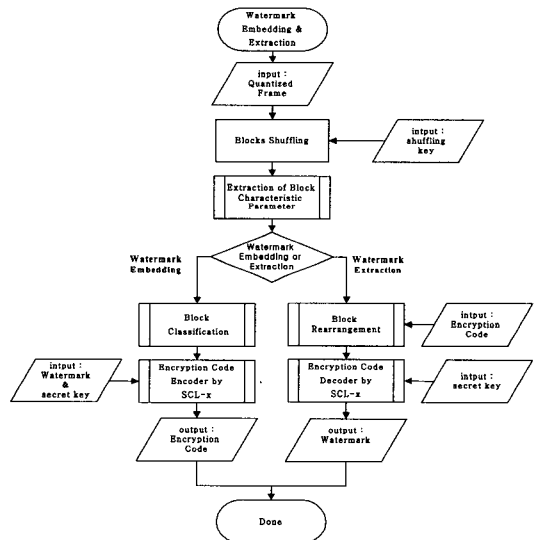 Watermark
Embedding &
Extraction
input :
Quantized
Frame
Blocks Shuffling
intput :
shuffling
key
Extraction of Block
Characteristic
Parameter
Watermark
Embedding or
Extraction
Watermark
Embedding
Watermark
Extraction
Block
Classification
Block
Rearrangement
intput :
Encryption
Code
intput :
Watermark
&
secret key
Encryption Code
Encoder by
SCL-x
Encryption Code
Decoder by
SCL-x
intput :
secret key
output :
Encryption
Code
output :
Watermark
Done